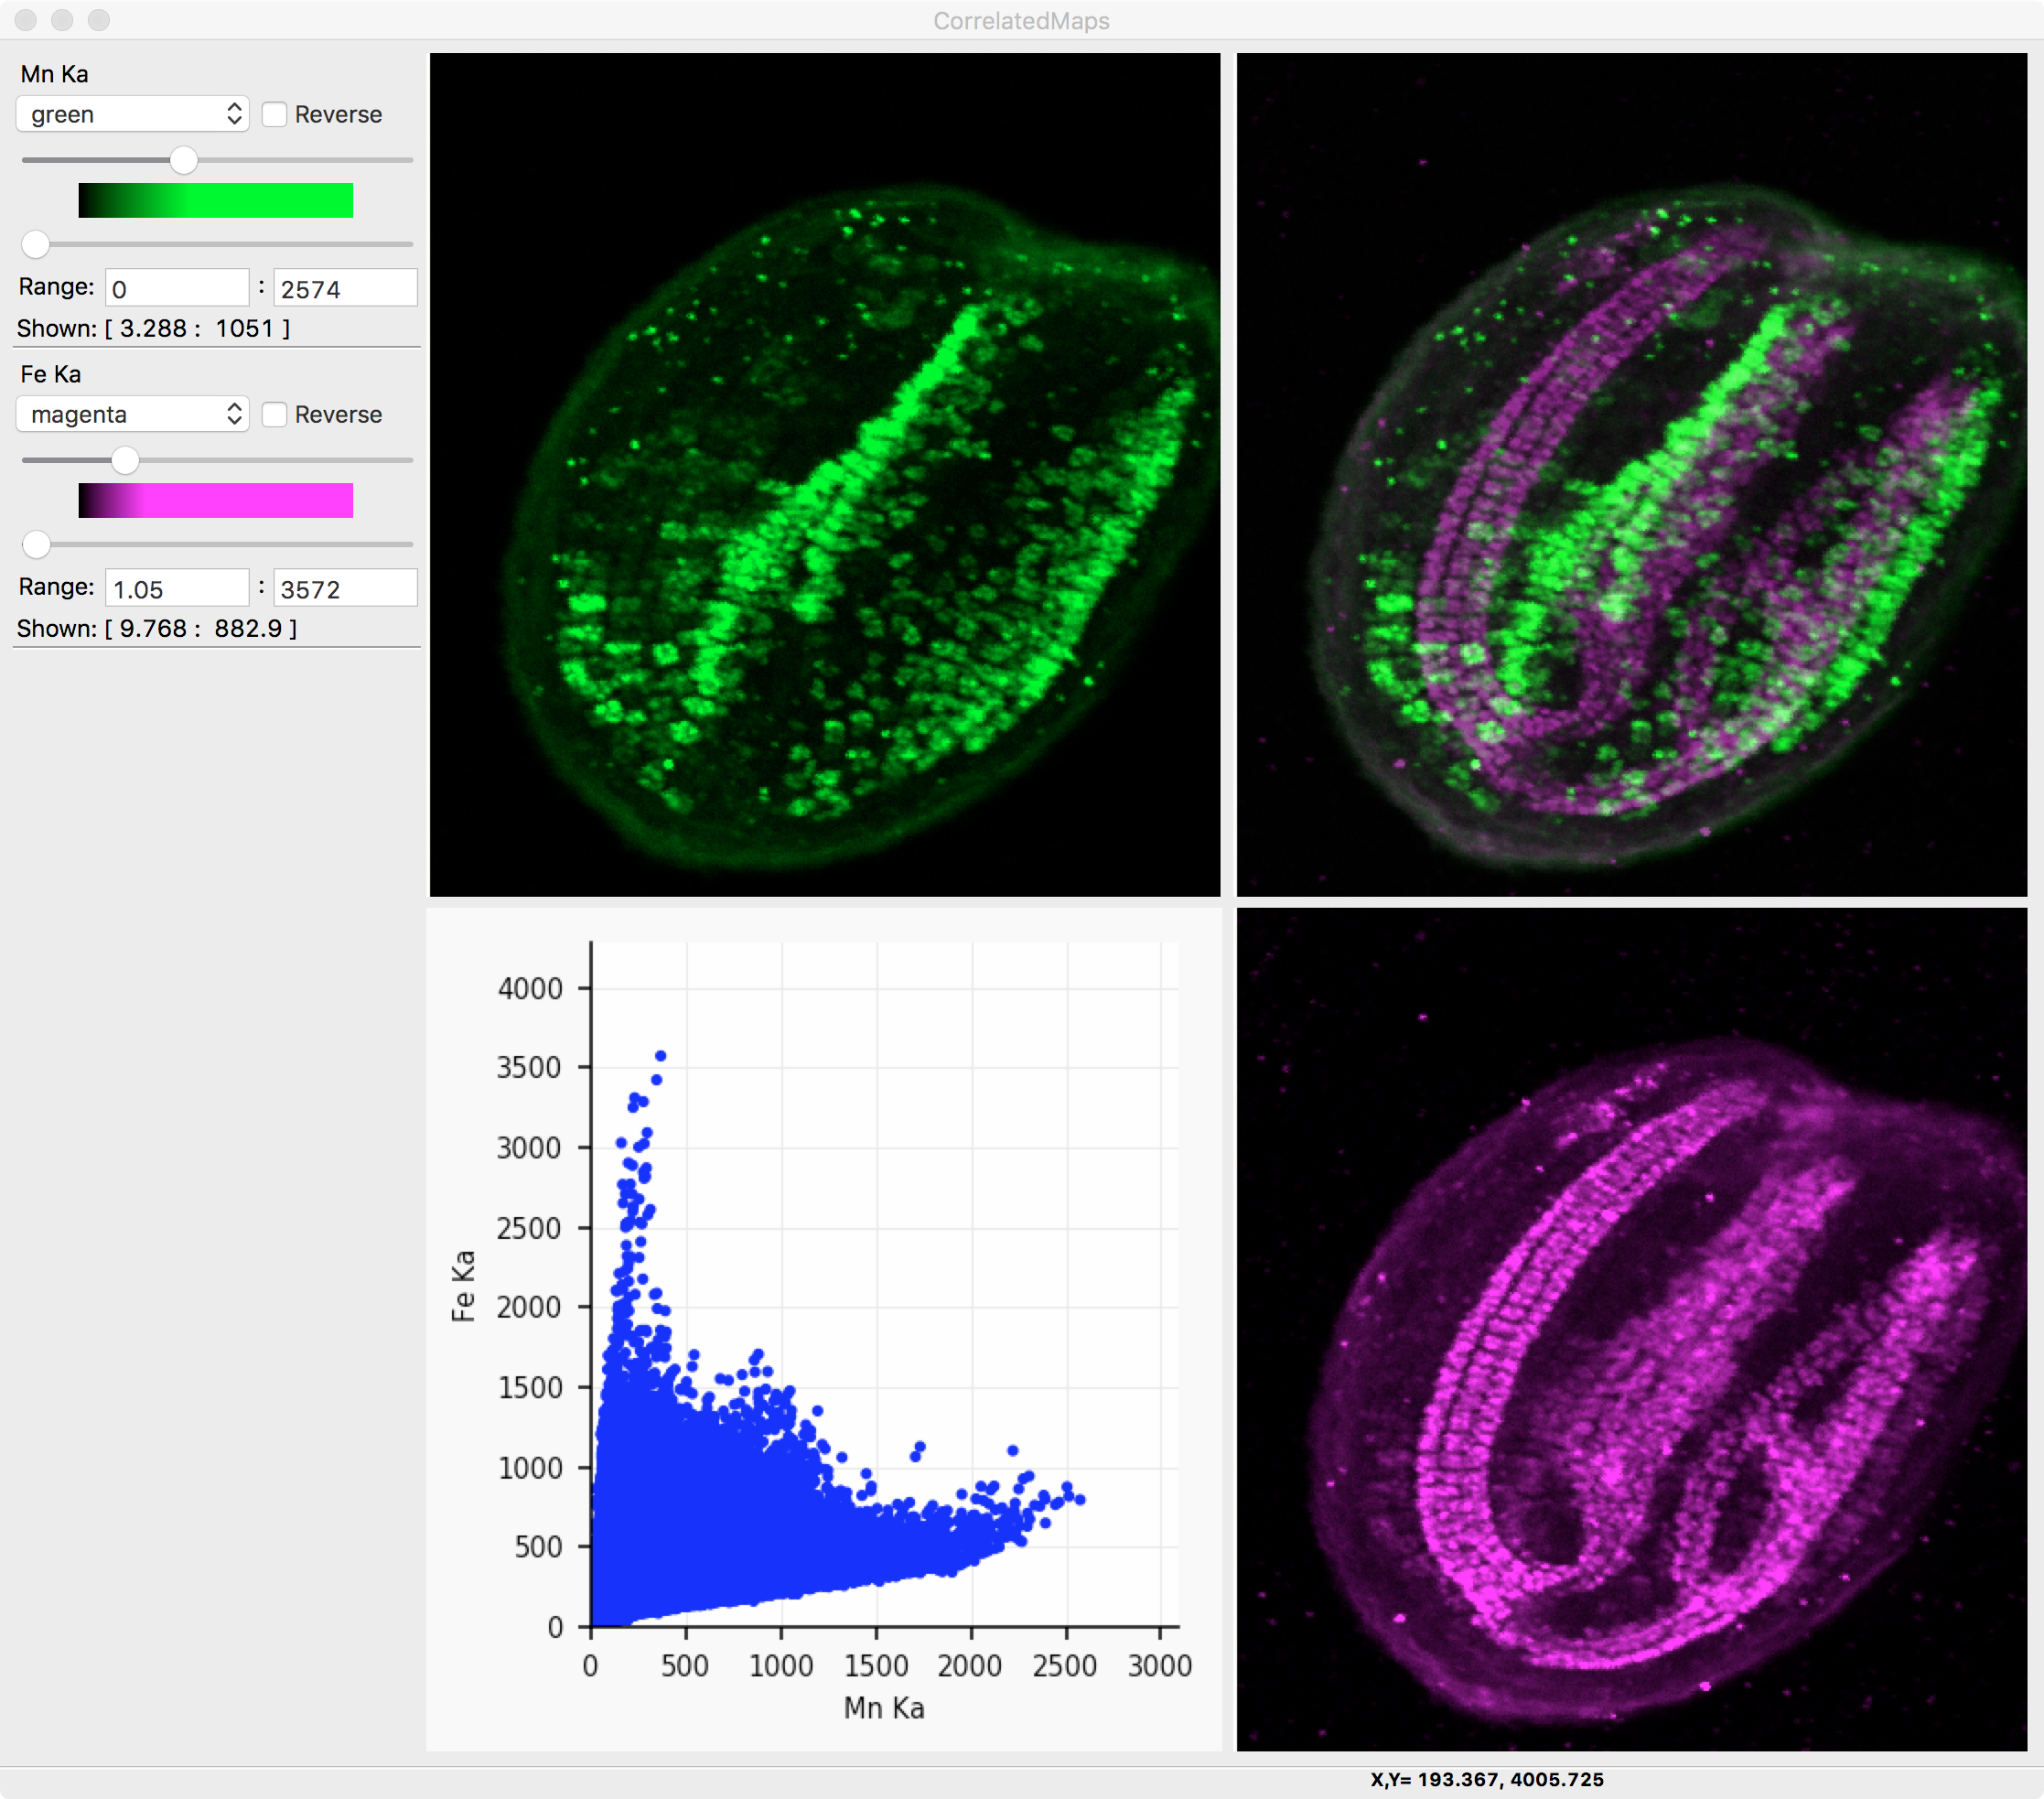 CorrelatedMaps
Mn Ka
green Reverse
Range: 0 : 2574
Shown: [ 3.288 : 1051 ]
Fe Ka
magenta Reverse
Range: 1.05 : 3572
Shown: [ 9.768 : 882.9 ]
4000
3500
3000
2500
2000
1500
1000
500
0
Fe Ka
0 500 1000 1500 2000 2500 3000
Mn Ka
X,Y= 193.367, 4005.725